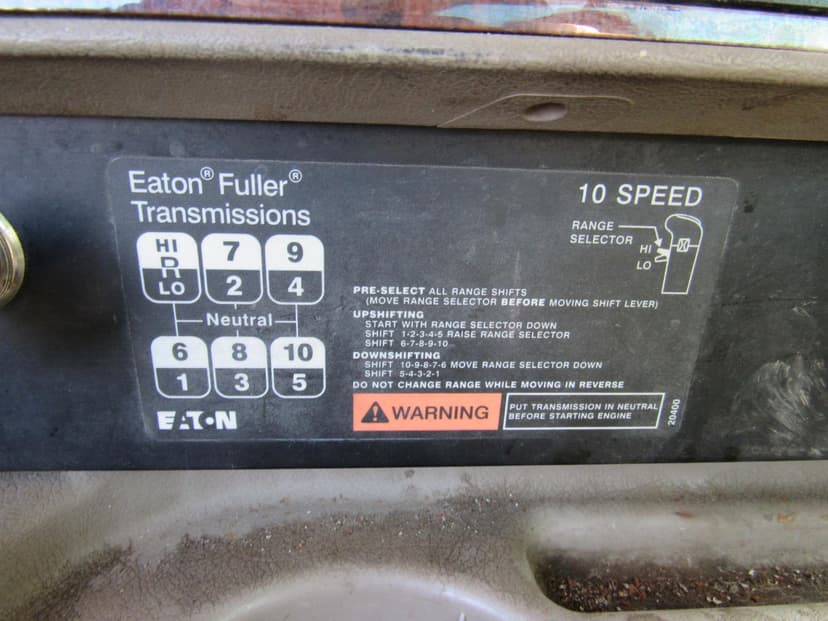 Eaton® Fuller®
Transmissions
10 SPEED
RANGE
SELECTOR
HI
LO
HI
R
LO
7
2
9
4
Neutral
6
1
8
3
10
5
EATON
PRE-SELECT ALL RANGE SHIFTS
(MOVE RANGE SELECTOR BEFORE MOVING SHIFT LEVER)
UPSHIFTING
START WITH RANGE SELECTOR DOWN
SHIFT 1-2-3-4-5 RAISE RANGE SELECTOR
SHIFT 6-7-8-9-10
DOWNSHIFTING
SHIFT 10-9-8-7-6 MOVE RANGE SELECTOR DOWN
SHIFT 5-4-3-2-1
DO NOT CHANGE RANGE WHILE MOVING IN REVERSE
WARNING
PUT TRANSMISSION IN NEUTRAL
BEFORE STARTING ENGINE
20400